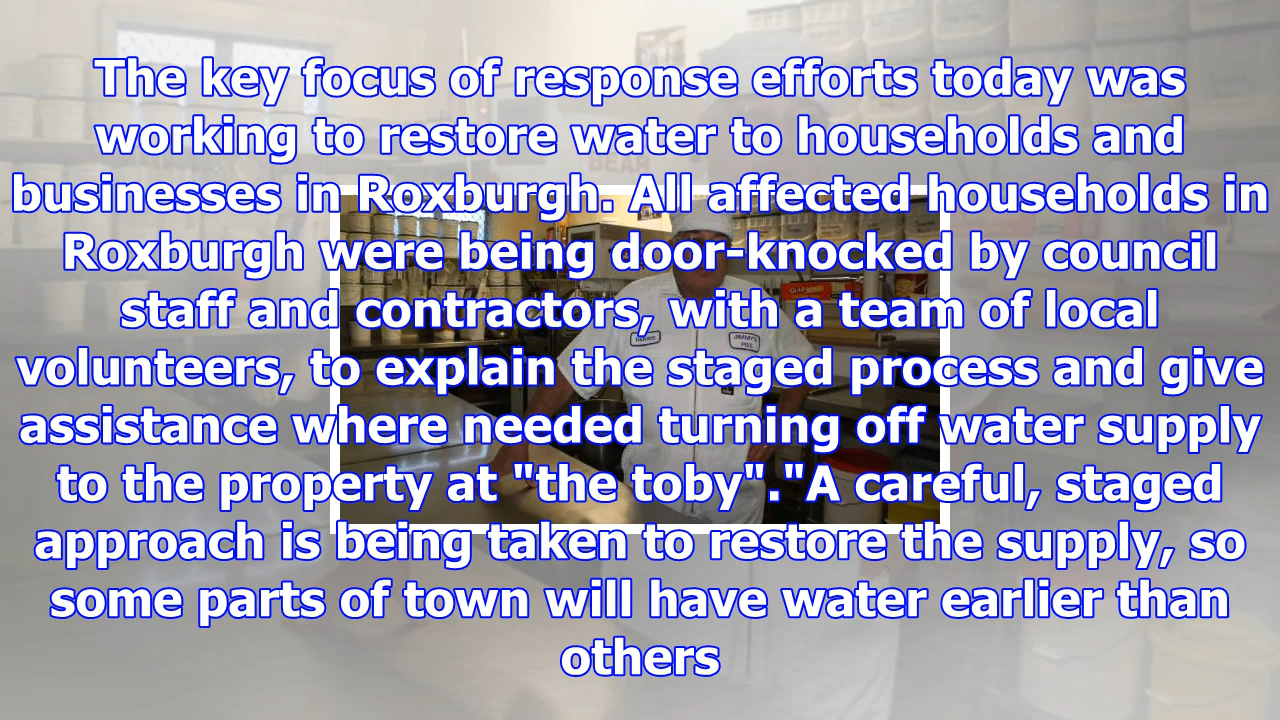 The key focus of response efforts today was
working to restore water to households and
businesses in Roxburgh. All affected households in
Roxburgh were being door-knocked by council
staff and contractors, with a team of local
volunteers, to explain the staged process and give
assistance where needed turning off water supply
to the property at "the toby"."A careful, staged
approach is being taken to restore the supply, so
some parts of town will have water earlier than
others
BEAR
DENNIS
JIMMY'S
PIES